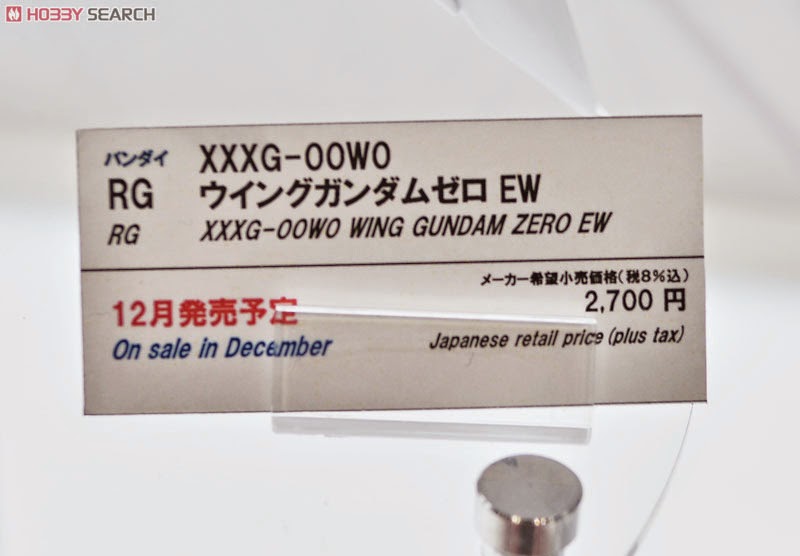 HOBBY SEARCH
バンダイ XXXG-00W0
RG ウイングガンダムゼロ EW
RG XXXG-00W0 WING GUNDAM ZERO EW
メーカー希望小売価格(税8%込)
12月発売予定 2,700 円
On sale in December Japanese retail price (plus tax)